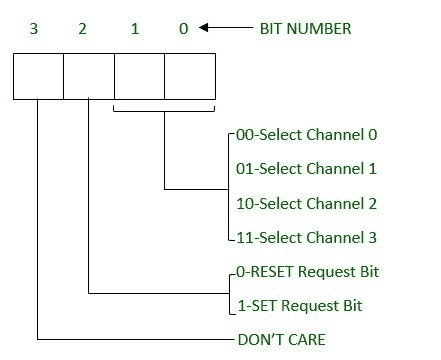 3 2 1 0 BIT NUMBER
00-Select Channel 0
01-Select Channel 1
10-Select Channel 2
11-Select Channel 3
0-RESET Request Bit
1-SET Request Bit
DON'T CARE